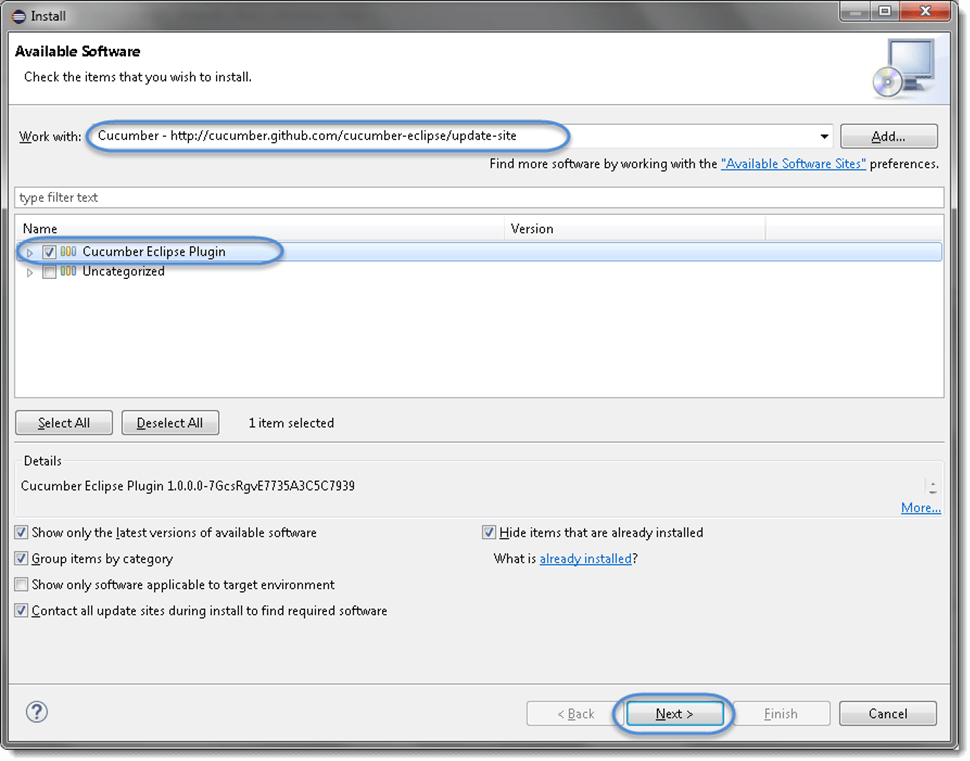 Install
Available Software
Check the items that you wish to install.
Work with: Cucumber - http://cucumber.github.com/cucumber-eclipse/update-site Add...
Find more software by working with the "Available Software Sites" preferences.
type filter text
Name Version
Cucumber Eclipse Plugin
Uncategorized
Select All Deselect All 1 item selected
Details
Cucumber Eclipse Plugin 1.0.0.0-7GcsRgvE7735A3C5C7939
More...
Show only the latest versions of available software Hide items that are already installed
Group items by category What is already installed?
Show only software applicable to target environment
Contact all update sites during install to find required software
? < Back Next > Finish Cancel